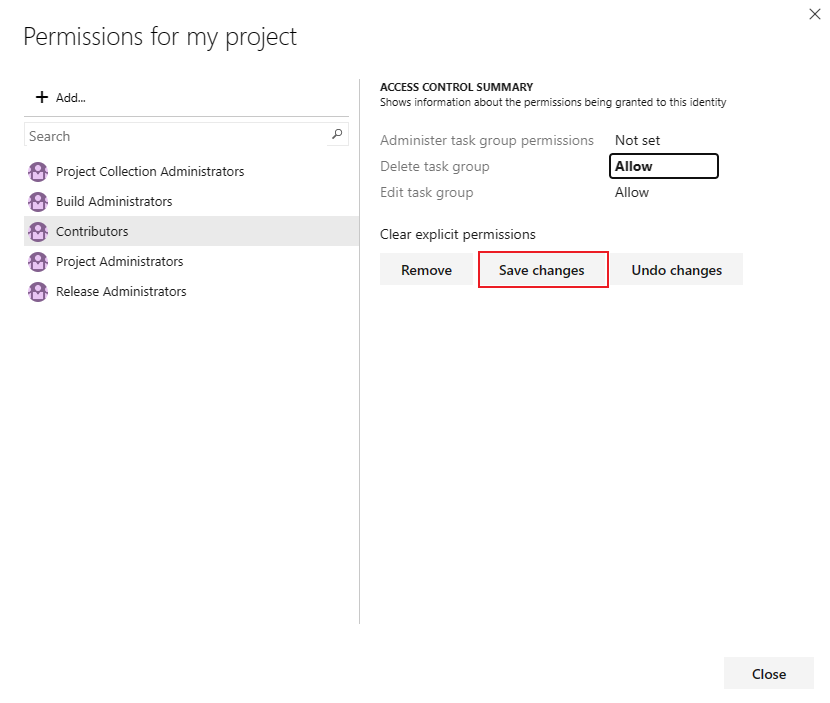 Permissions for my project
Add...
Search
Project Collection Administrators
Build Administrators
Contributors
Project Administrators
Release Administrators
ACCESS CONTROL SUMMARY
Shows information about the permissions being granted to this identity
Administer task group permissions Not set
Delete task group Allow
Edit task group Allow
Clear explicit permissions
Remove Save changes Undo changes
Close